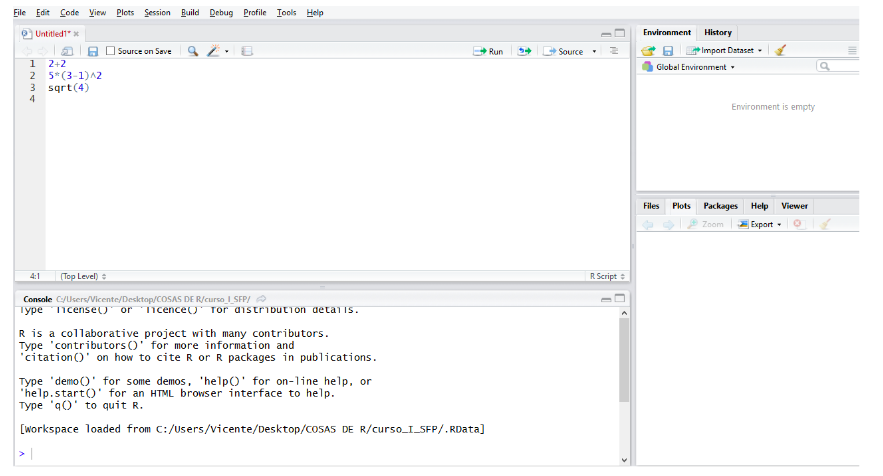 File Edit Code View Plots Session Build Debug Profile Tools Help
Untitled1*
Source on Save Run Source
1 2+2
2 5*(3-1)^2
3 sqrt(4)
4
4:1 (Top Level) R Script
Console C:/Users/Vicente/Desktop/COSAS DE R/curso_I_SFP/
Type 'license()' or 'licence()' for distribution details.
R is a collaborative project with many contributors.
Type 'contributors()' for more information and
'citation()' on how to cite R or R packages in publications.
Type 'demo()' for some demos, 'help()' for on-line help, or
'help.start()' for an HTML browser interface to help.
Type 'q()' to quit R.
[Workspace loaded from C:/Users/Vicente/Desktop/COSAS DE R/curso_I_SFP/.RData]
>
Environment History
Import Dataset
Global Environment
Environment is empty
Files Plots Packages Help Viewer
Zoom Export